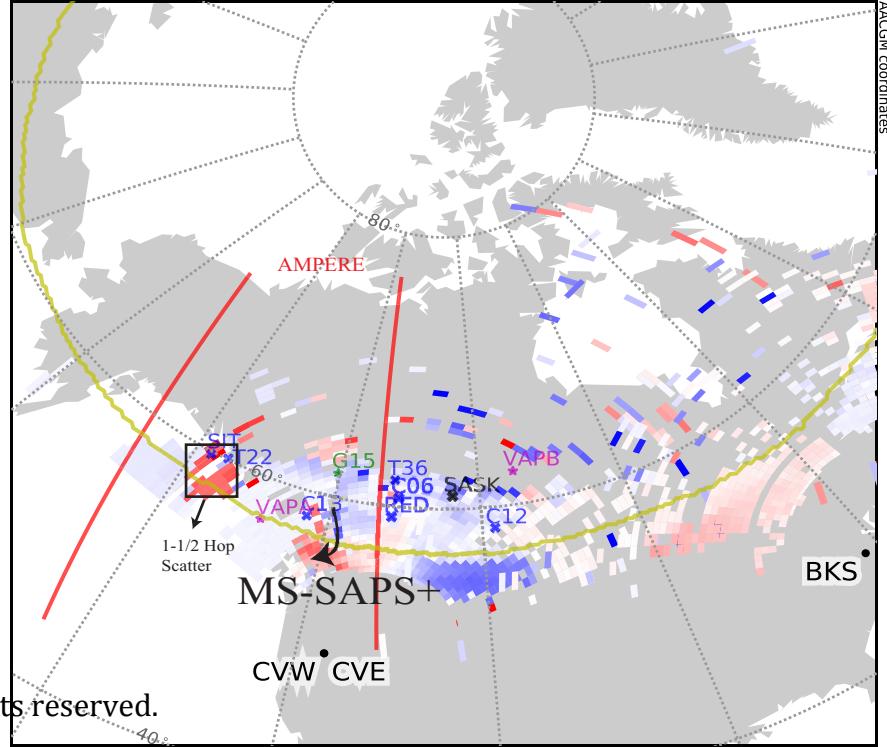 AACGM coordinates
80°
AMPERE
SIT
T22
60°
G15
T36
C06
SASK
VAPB
VAPA
C13
RED
C12
1-1/2 Hop
Scatter
MS-SAPS+
BKS
CVW CVE
ts reserved.
40°